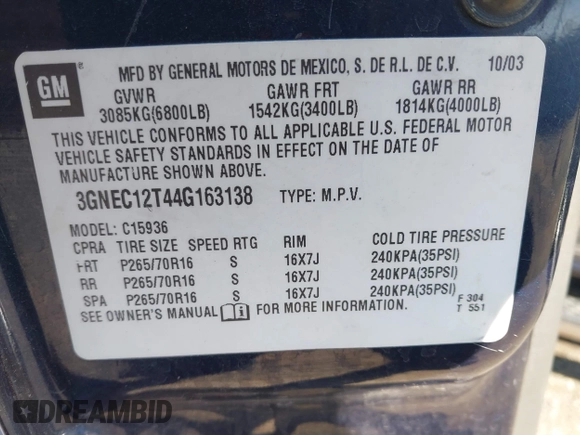 GM
MFD BY GENERAL MOTORS DE MEXICO, S. DE R.L. DE C.V. 10/03
GVWR GAWR FRT GAWR RR
3085KG(6800LB) 1542KG(3400LB) 1814KG(4000LB)
THIS VEHICLE CONFORMS TO ALL APPLICABLE U.S. FEDERAL MOTOR
VEHICLE SAFETY STANDARDS IN EFFECT ON THE DATE OF
MANUFACTURE SHOWN ABOVE.
3GNEC12T44G163138 TYPE: M.P.V.
MODEL: C15936
CPRA TIRE SIZE SPEED RTG RIM COLD TIRE PRESSURE
FRT P265/70R16 S 16X7J 240KPA(35PSI)
RR P265/70R16 S 16X7J 240KPA(35PSI)
SPA P265/70R16 S 16X7J 240KPA(35PSI)
SEE OWNER'S MANUAL FOR MORE INFORMATION.
F 304
T 551
DREAMBID